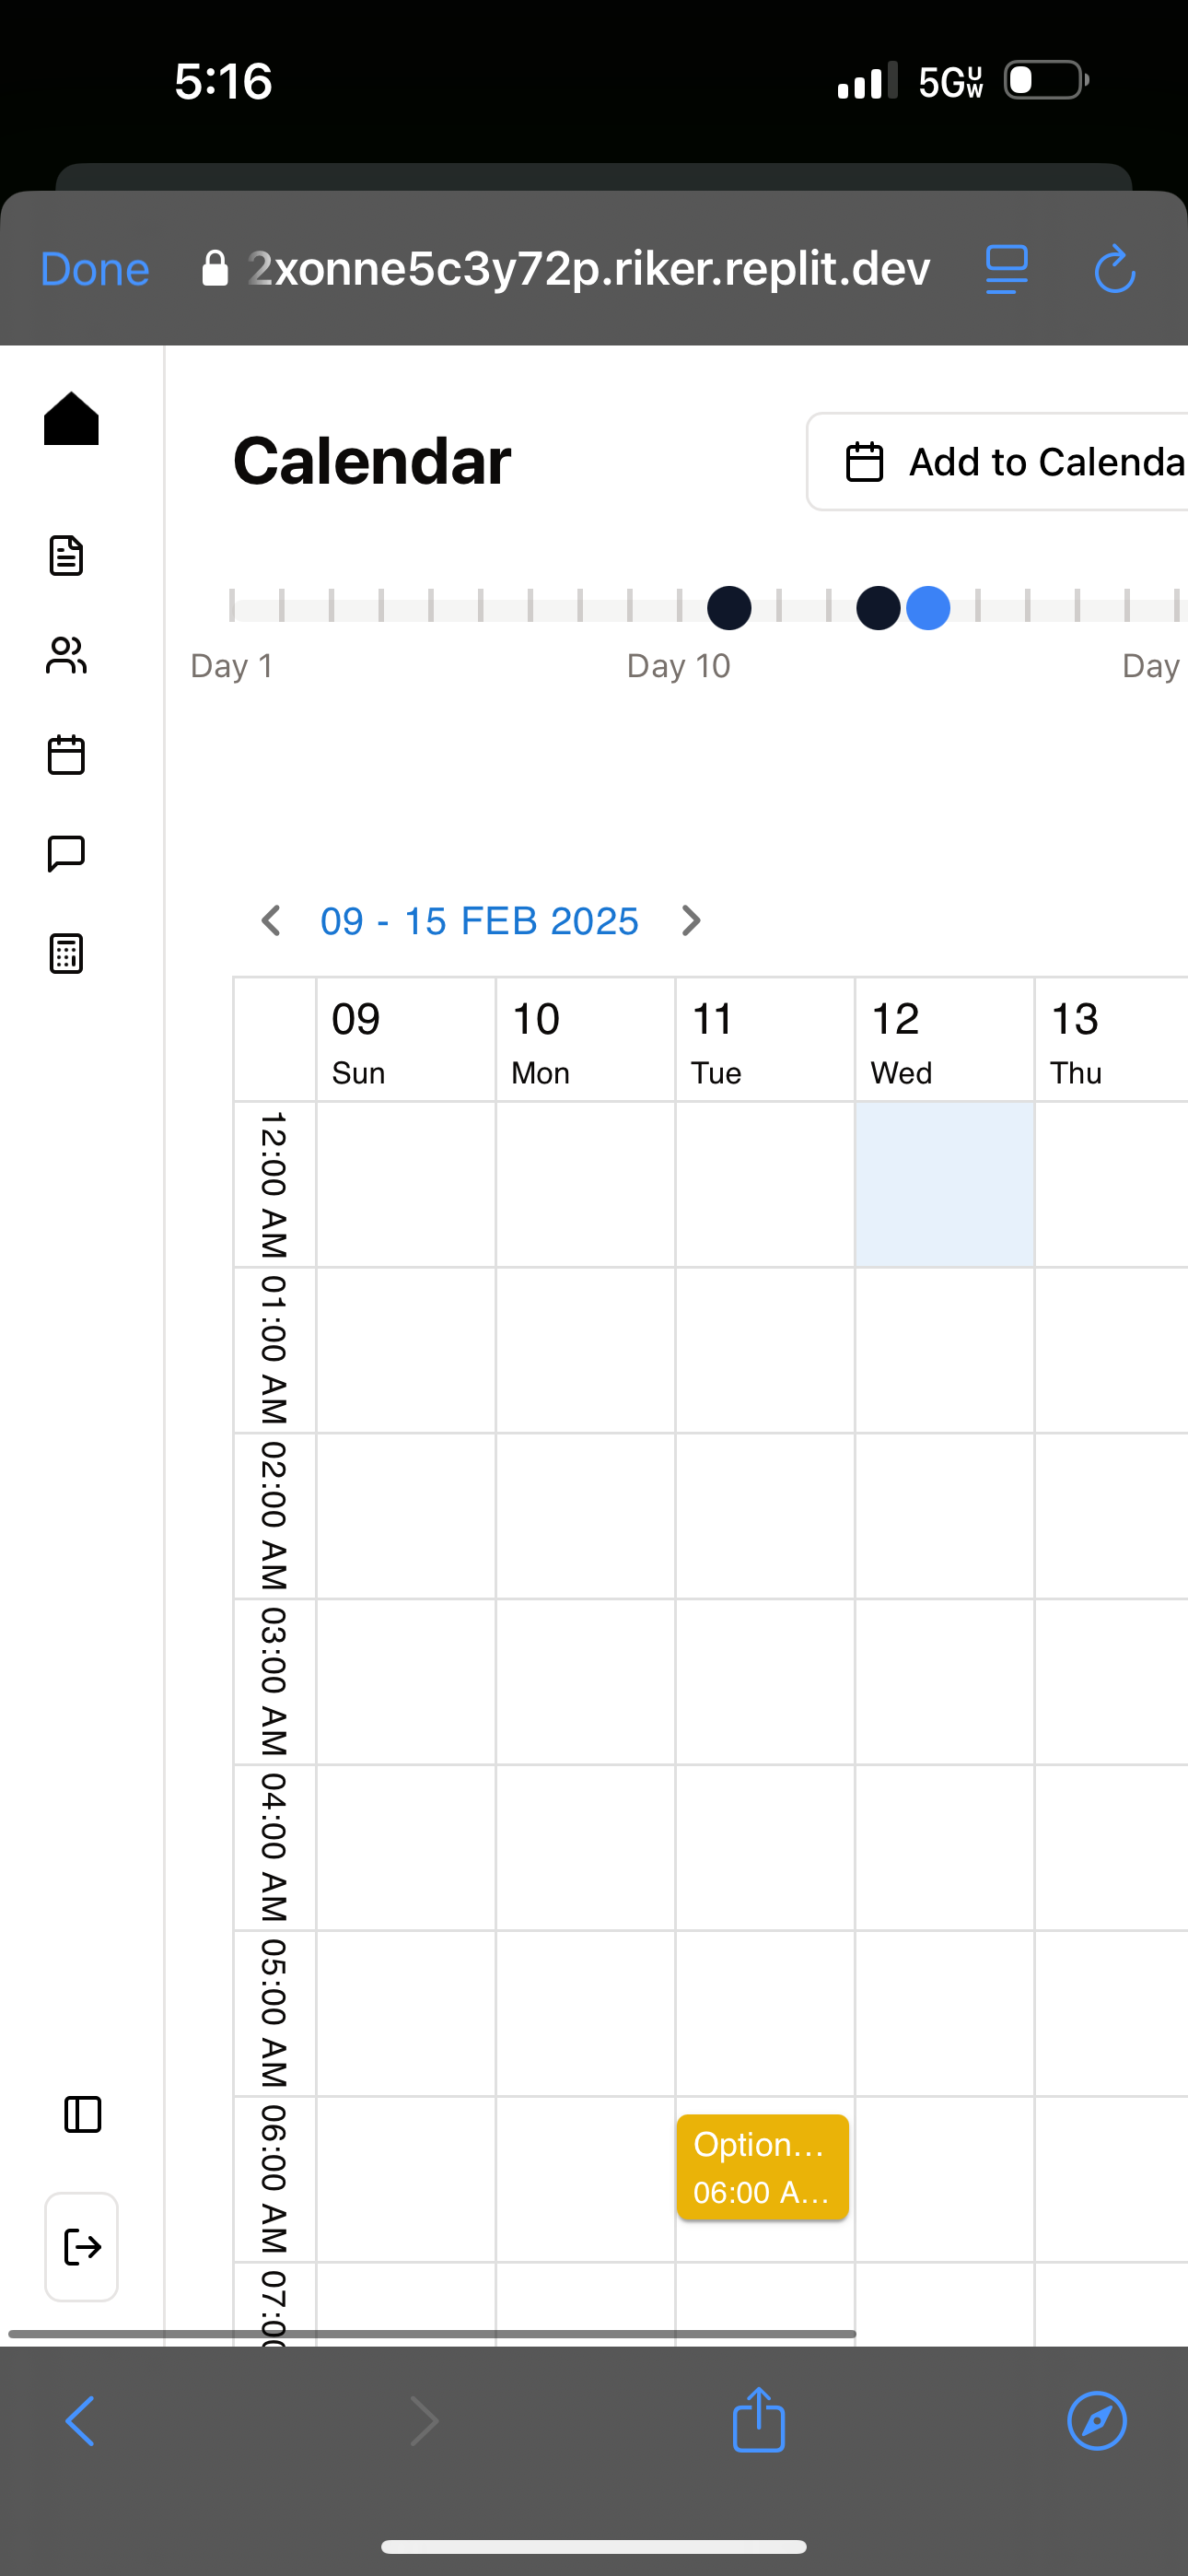 5:16
5G UW
Done
2xonne5c3y72p.riker.replit.dev
Calendar
Add to Calenda
Day 1
Day 10
Day
09 - 15 FEB 2025
09
Sun
10
Mon
11
Tue
12
Wed
13
Thu
12:00 AM
01:00 AM
02:00 AM
03:00 AM
04:00 AM
05:00 AM
06:00 AM
Option...
06:00 A...
07:00